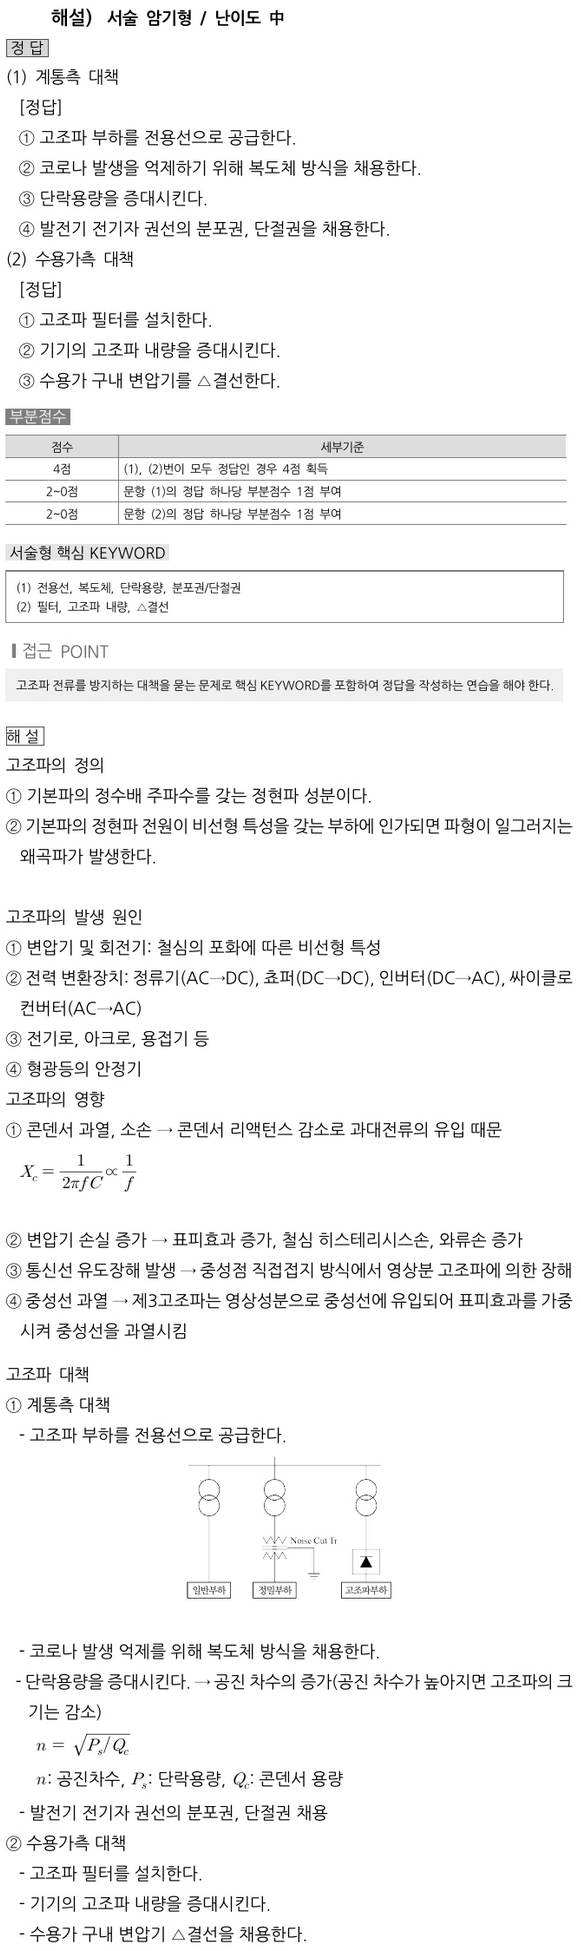 해설) 서술 암기형 / 난이도 中
정 답
(1) 계통측 대책
[정답]
① 고조파 부하를 전용선으로 공급한다.
② 코로나 발생을 억제하기 위해 복도체 방식을 채용한다.
③ 단락용량을 증대시킨다.
④ 발전기 전기자 권선의 분포권, 단절권을 채용한다.
(2) 수용가측 대책
[정답]
① 고조파 필터를 설치한다.
② 기기의 고조파 내량을 증대시킨다.
③ 수용가 구내 변압기를 △결선한다.
부분점수
점수 세부기준
4점 (1), (2)번이 모두 정답인 경우 4점 획득
2~0점 문항 (1)의 정답 하나당 부분점수 1점 부여
2~0점 문항 (2)의 정답 하나당 부분점수 1점 부여
서술형 핵심 KEYWORD
(1) 전용선, 복도체, 단락용량, 분포권/단절권
(2) 필터, 고조파 내량, △결선
접근 POINT
고조파 전류를 방지하는 대책을 묻는 문제로 핵심 KEYWORD를 포함하여 정답을 작성하는 연습을 해야 한다.
해 설
고조파의 정의
① 기본파의 정수배 주파수를 갖는 정현파 성분이다.
② 기본파의 정현파 전원이 비선형 특성을 갖는 부하에 인가되면 파형이 일그러지는
왜곡파가 발생한다.
고조파의 발생 원인
① 변압기 및 회전기: 철심의 포화에 따른 비선형 특성
② 전력 변환장치: 정류기(AC→DC), 쵸퍼(DC→DC), 인버터(DC→AC), 싸이클로
컨버터(AC→AC)
③ 전기로, 아크로, 용접기 등
④ 형광등의 안정기
고조파의 영향
① 콘덴서 과열, 소손 → 콘덴서 리액턴스 감소로 과대전류의 유입 때문
X_c = 1/(2πfC) ∝ 1/f
② 변압기 손실 증가 → 표피효과 증가, 철심 히스테리시스손, 와류손 증가
③ 통신선 유도장해 발생 → 중성점 직접접지 방식에서 영상분 고조파에 의한 장해
④ 중성선 과열 → 제3고조파는 영상성분으로 중성선에 유입되어 표피효과를 가중
시켜 중성선을 과열시킴
고조파 대책
① 계통측 대책
- 고조파 부하를 전용선으로 공급한다.
Noise Cut Tr
일반부하 정밀부하 고조파부하
- 코로나 발생 억제를 위해 복도체 방식을 채용한다.
- 단락용량을 증대시킨다. → 공진 차수의 증가(공진 차수가 높아지면 고조파의 크
기는 감소)
n = √(P_s/Q_c)
n: 공진차수, P_s: 단락용량, Q_c: 콘덴서 용량
- 발전기 전기자 권선의 분포권, 단절권 채용
② 수용가측 대책
- 고조파 필터를 설치한다.
- 기기의 고조파 내량을 증대시킨다.
- 수용가 구내 변압기 △결선을 채용한다.